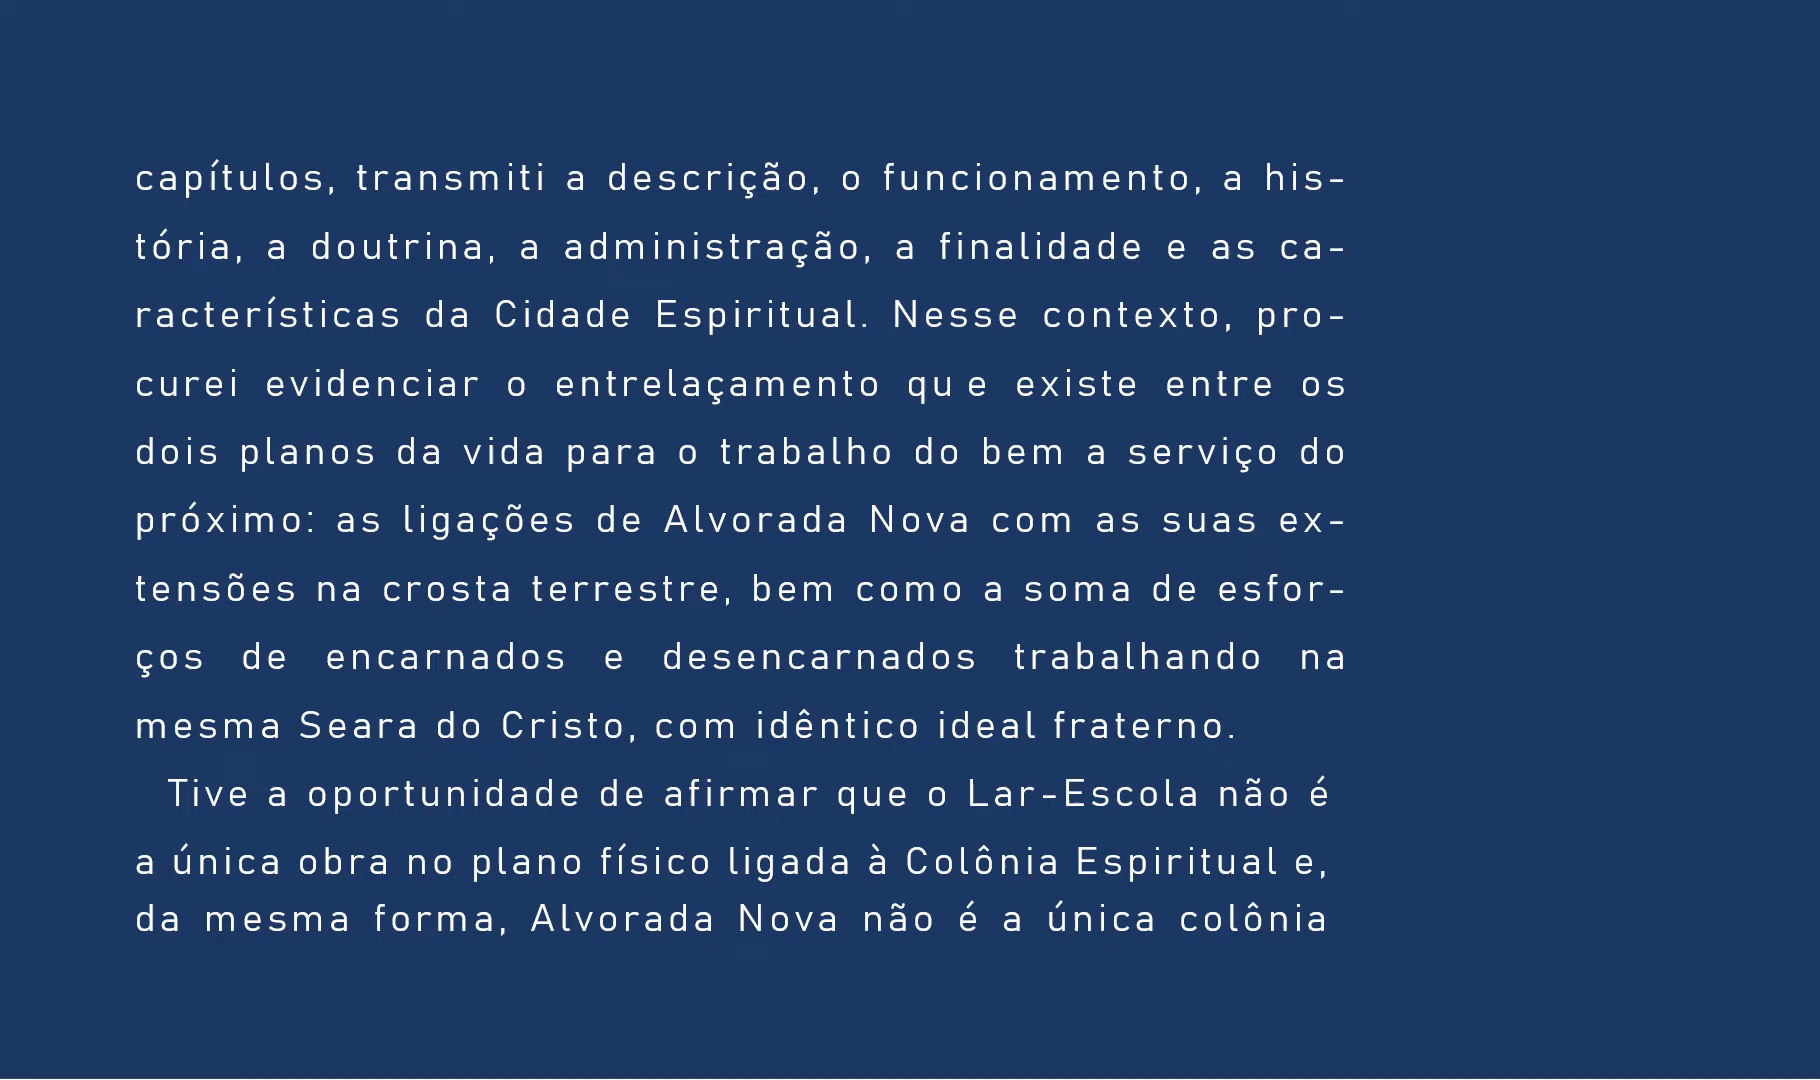 capítulos, transmiti a descrição, o funcionamento, a his-
tória, a doutrina, a administração, a finalidade e as ca-
racterísticas da Cidade Espiritual. Nesse contexto, pro-
curei evidenciar o entrelaçamento que existe entre os
dois planos da vida para o trabalho do bem a serviço do
próximo: as ligações de Alvorada Nova com as suas ex-
tensões na crosta terrestre, bem como a soma de esfor-
ços de encarnados e desencarnados trabalhando na
mesma Seara do Cristo, com idêntico ideal fraterno.
Tive a oportunidade de afirmar que o Lar-Escola não é
a única obra no plano físico ligada à Colônia Espiritual e,
da mesma forma, Alvorada Nova não é a única colônia